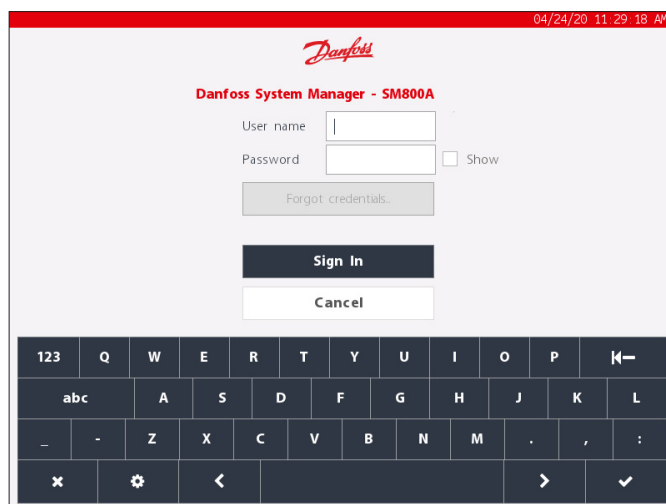 04/24/20 11:29:18 AM
Danfoss
Danfoss System Manager - SM800A
User name
Password Show
Forgot credentials..
Sign In
Cancel
123 Q W E R T Y U I O P
abc A S D F G H J K L
_ - Z X C V B N M . , :